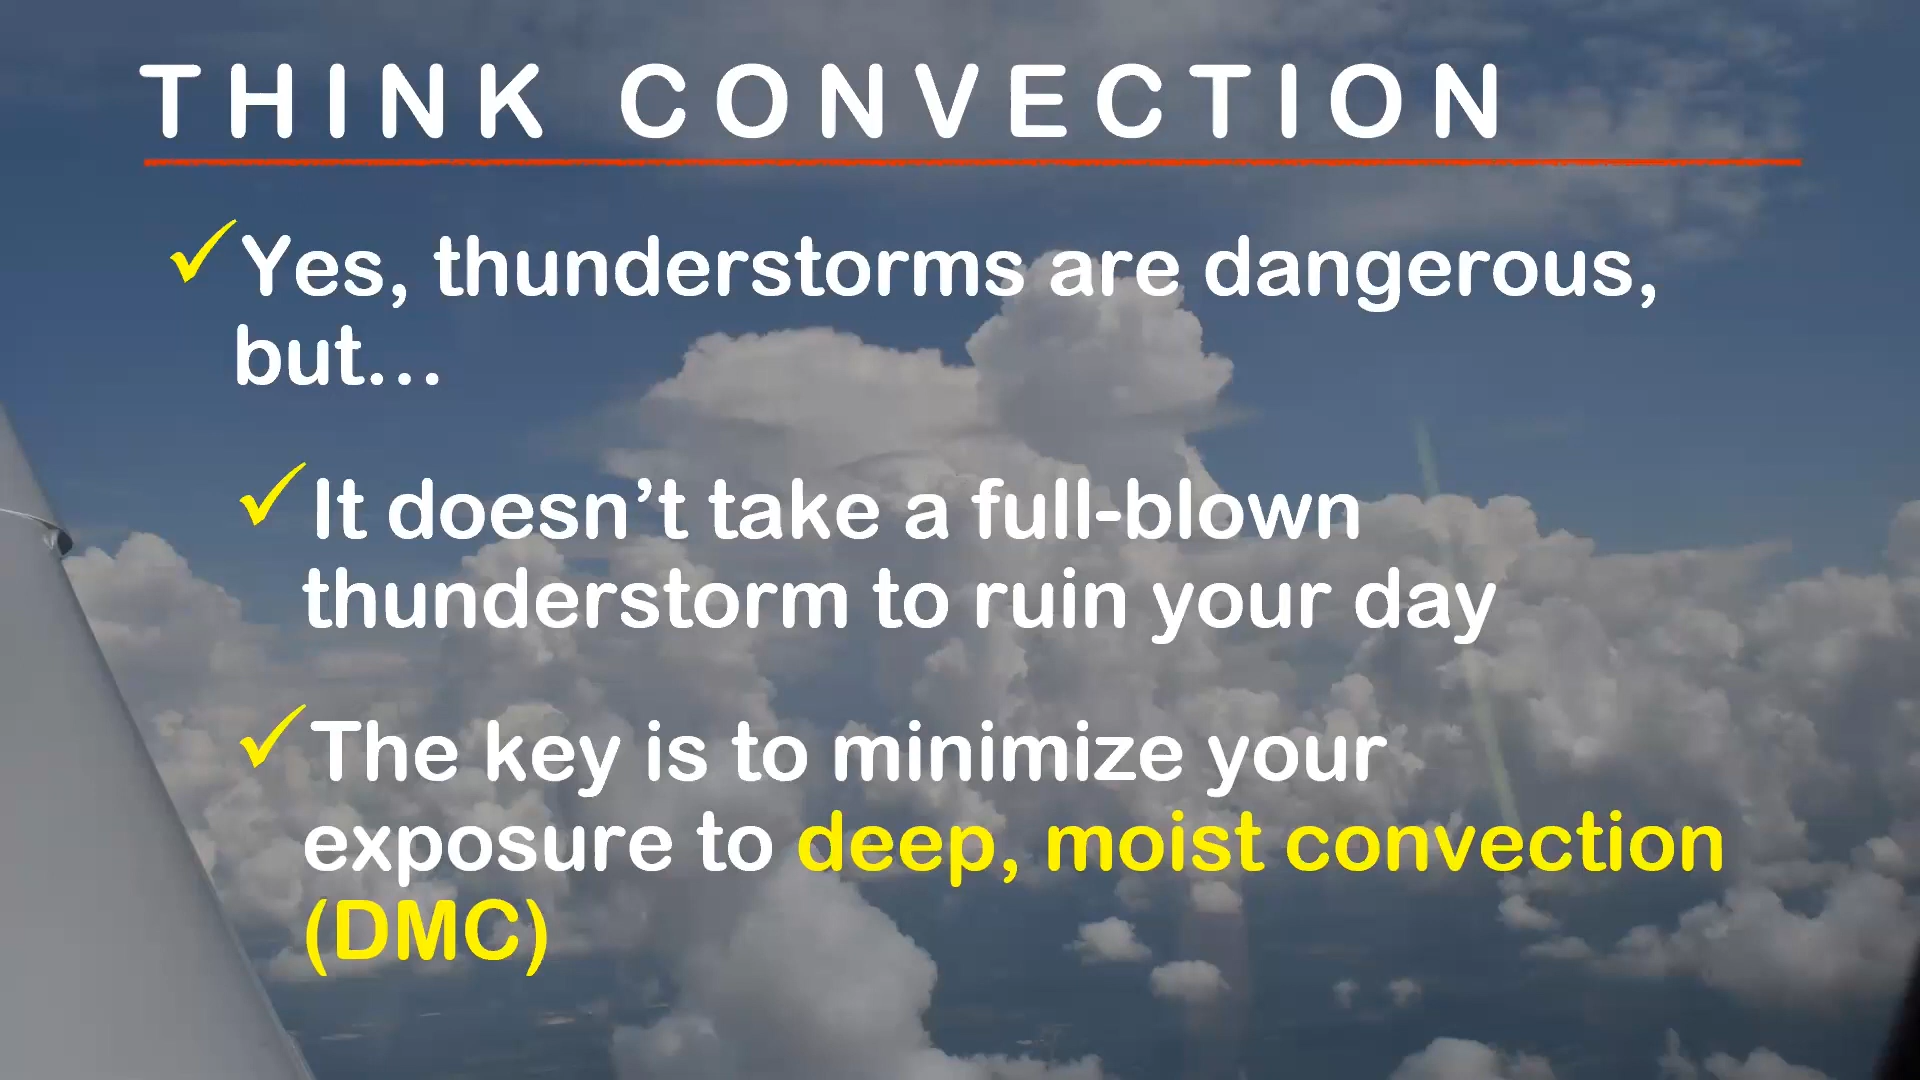 THINK CONVECTION
Yes, thunderstorms are dangerous,
but...
It doesn’t take a full-blown
thunderstorm to ruin your day
The key is to minimize your
exposure to deep, moist convection
(DMC)